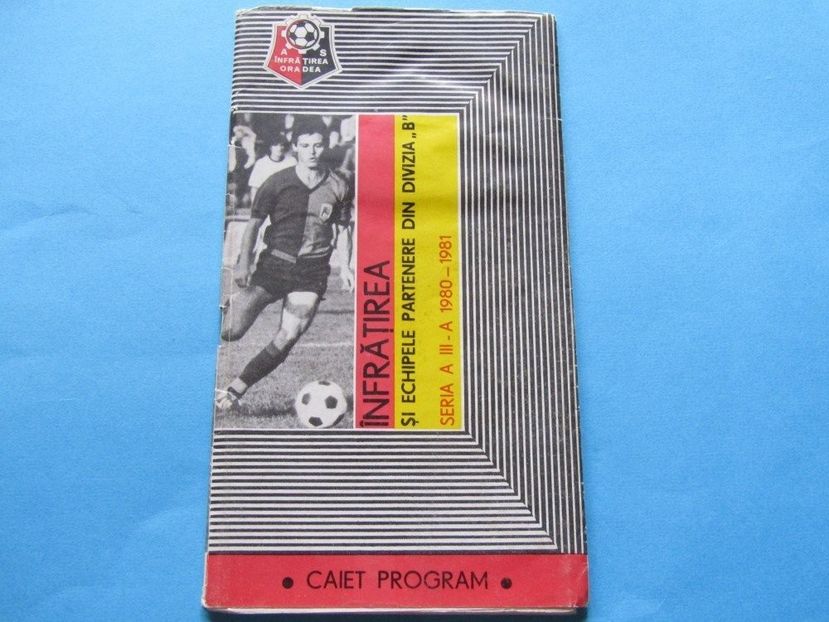 A S
ÎNFRĂȚIREA
ORADEA
ÎNFRĂȚIREA
ȘI ECHIPELE PARTENERE DIN DIVIZIA „B"
SERIA A III-A 1980-1981
• CAIET PROGRAM •